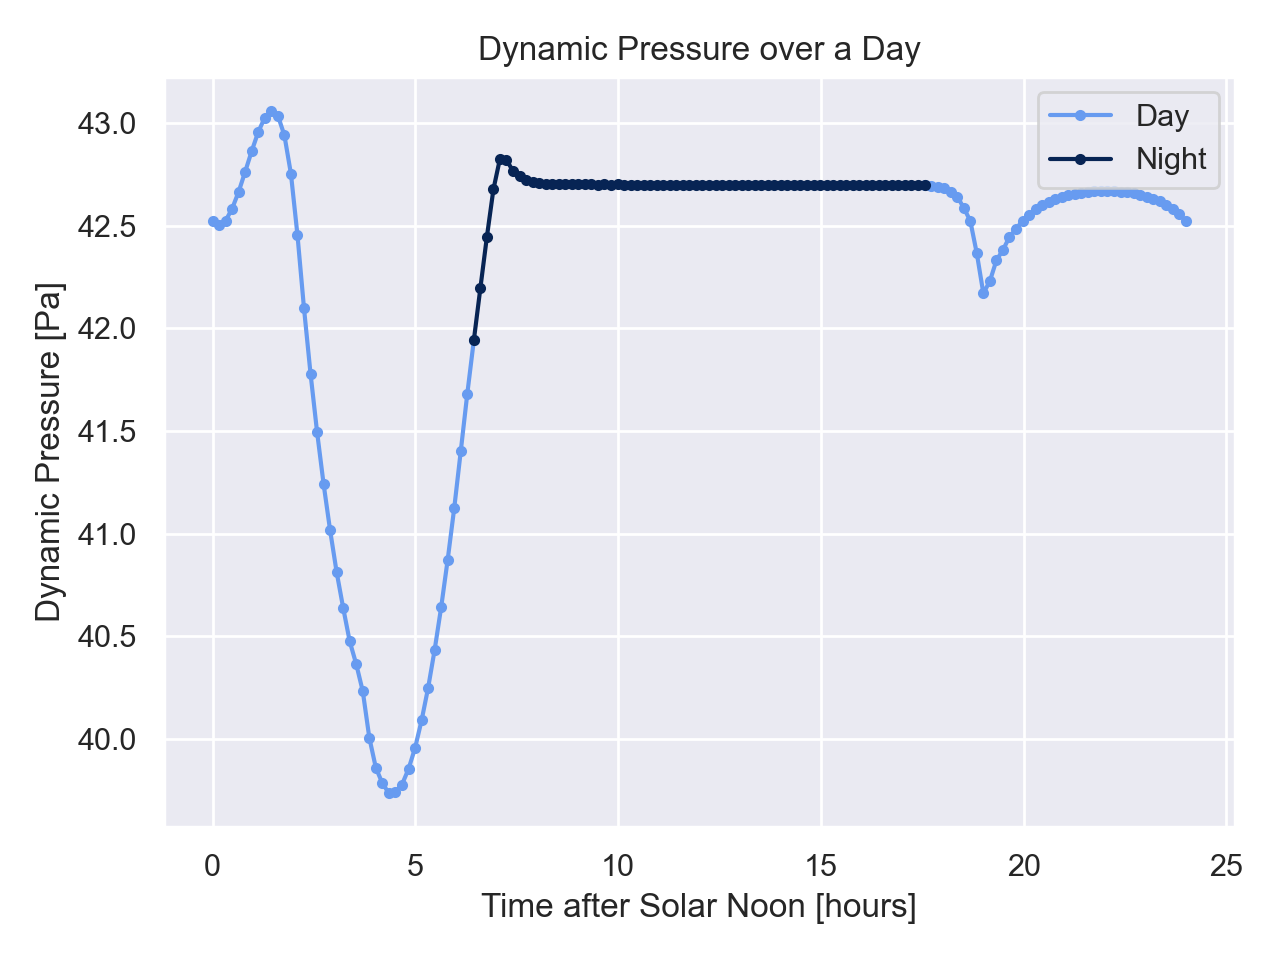 Dynamic Pressure over a Day
Dynamic Pressure [Pa]
43.0
42.5
42.0
41.5
41.0
40.5
40.0
Day
Night
0 5 10 15 20 25
Time after Solar Noon [hours]